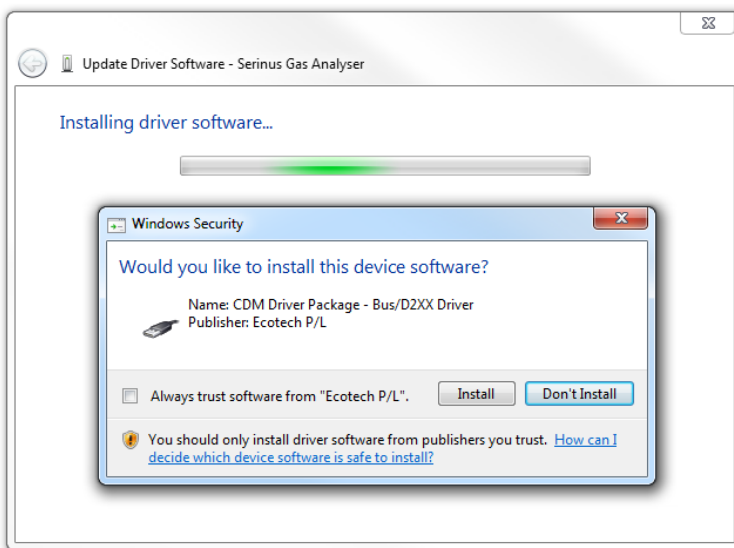 Update Driver Software - Serinus Gas Analyser
Installing driver software...
Windows Security
Would you like to install this device software?
Name: CDM Driver Package - Bus/D2XX Driver
Publisher: Ecotech P/L
Always trust software from "Ecotech P/L".
Install
Don't Install
You should only install driver software from publishers you trust. How can I
decide which device software is safe to install?